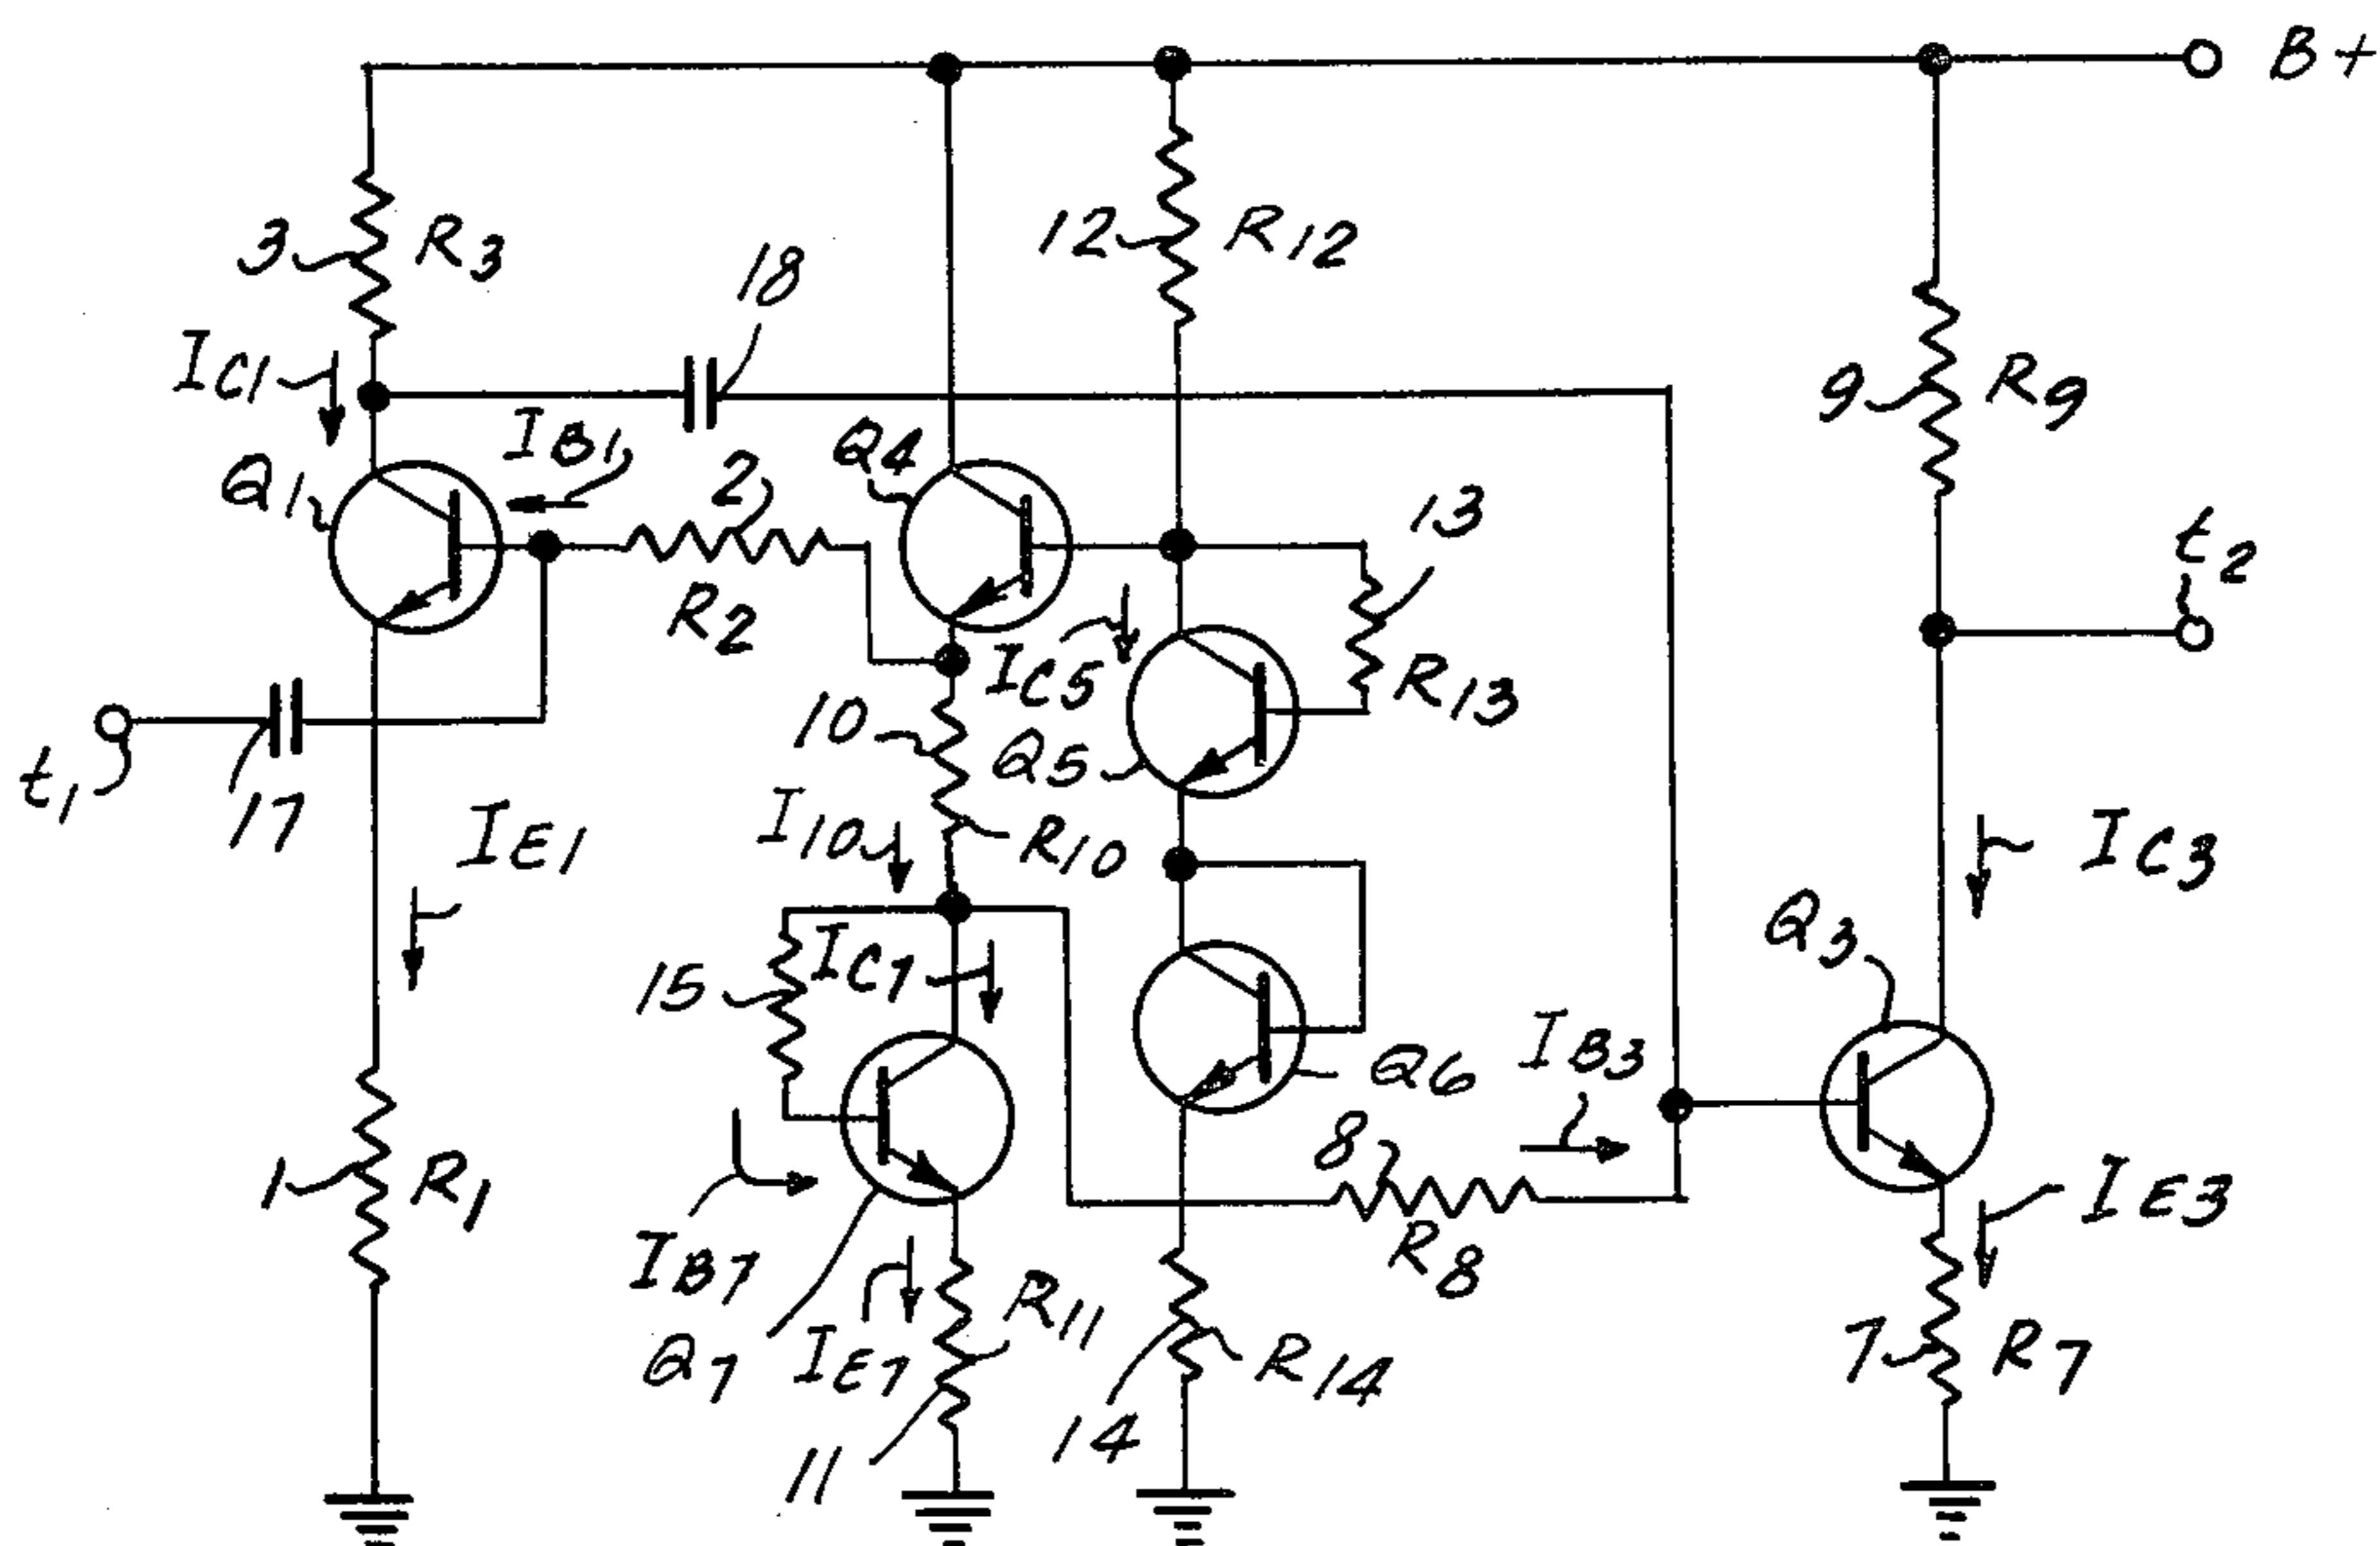 B+
3
R3
12
R12
18
IC1
IB1
9
R9
Q1
2
Q4
13
t2
R2
IC5
R13
10
Q5
t1
17
IE1
I10
R10
IC3
Q3
15
IC7
IB3
Q6
8
1
R1
IE3
R8
IB7
R11
Q7
IE7
R14
7
R7
11
14